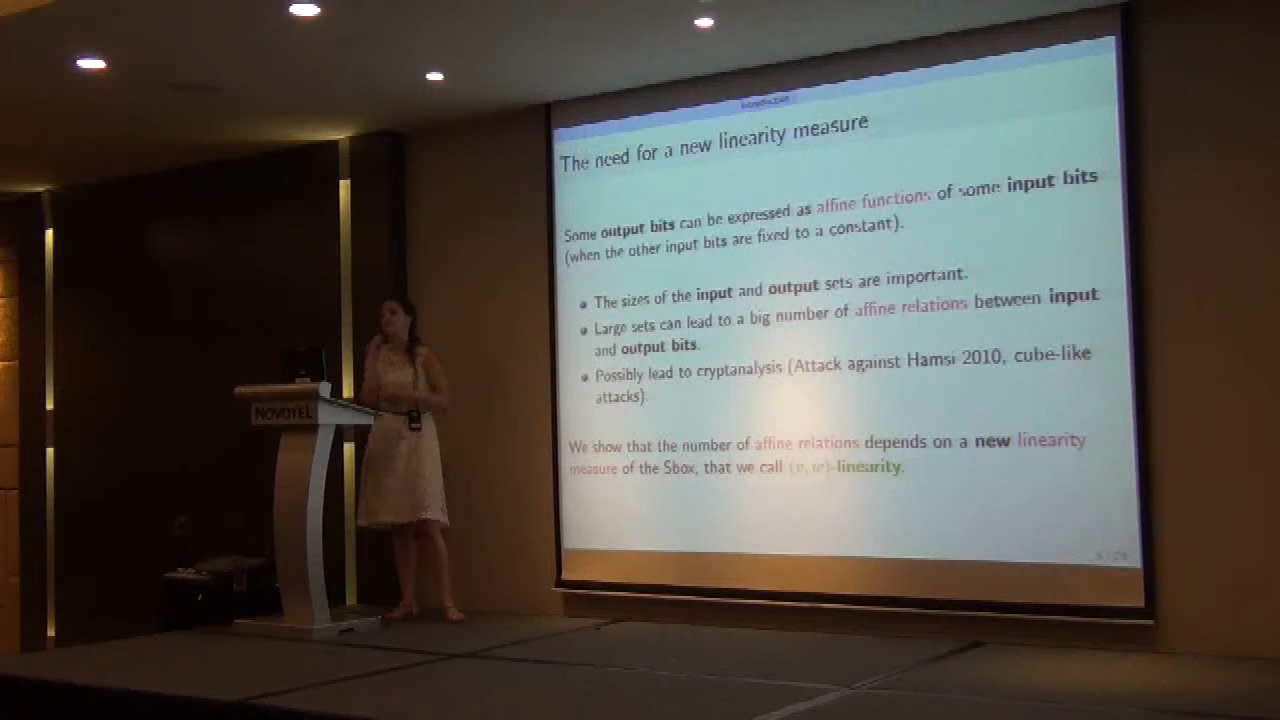 Introduction
The need for a new linearity measure
Some output bits can be expressed as affine functions of some input bits
(when the other input bits are fixed to a constant).
The sizes of the input and output sets are important.
Large sets can lead to a big number of affine relations between input
and output bits.
Possibly lead to cryptanalysis (Attack against Hamsi 2010, cube-like
attacks)
We show that the number of affine relations depends on a new linearity
measure of the Sbox, that we call (v, w)-linearity.
NOVOTEL